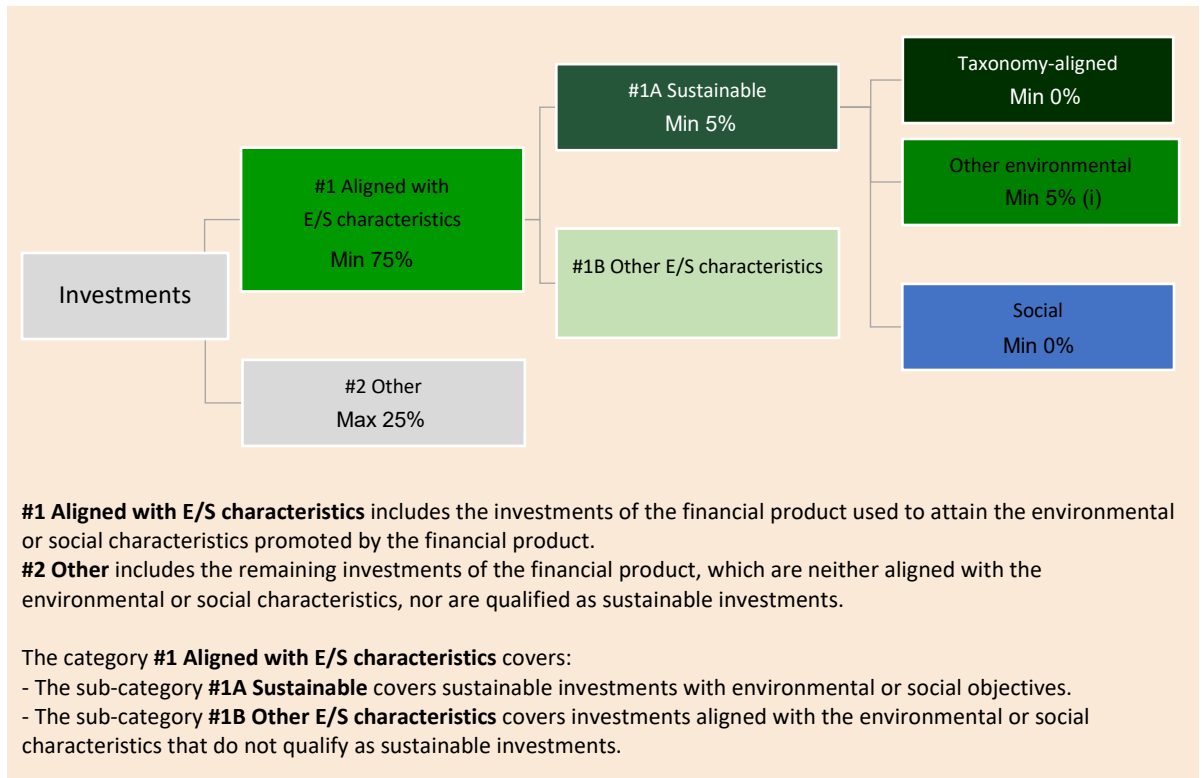 Investments
#1 Aligned with
E/S characteristics
Min 75%
#2 Other
Max 25%
#1A Sustainable
Min 5%
#1B Other E/S characteristics
Taxonomy-aligned
Min 0%
Other environmental
Min 5% (i)
Social
Min 0%
#1 Aligned with E/S characteristics includes the investments of the financial product used to attain the environmental
or social characteristics promoted by the financial product.
#2 Other includes the remaining investments of the financial product, which are neither aligned with the
environmental or social characteristics, nor are qualified as sustainable investments.
The category #1 Aligned with E/S characteristics covers:
- The sub-category #1A Sustainable covers sustainable investments with environmental or social objectives.
- The sub-category #1B Other E/S characteristics covers investments aligned with the environmental or social
characteristics that do not qualify as sustainable investments.